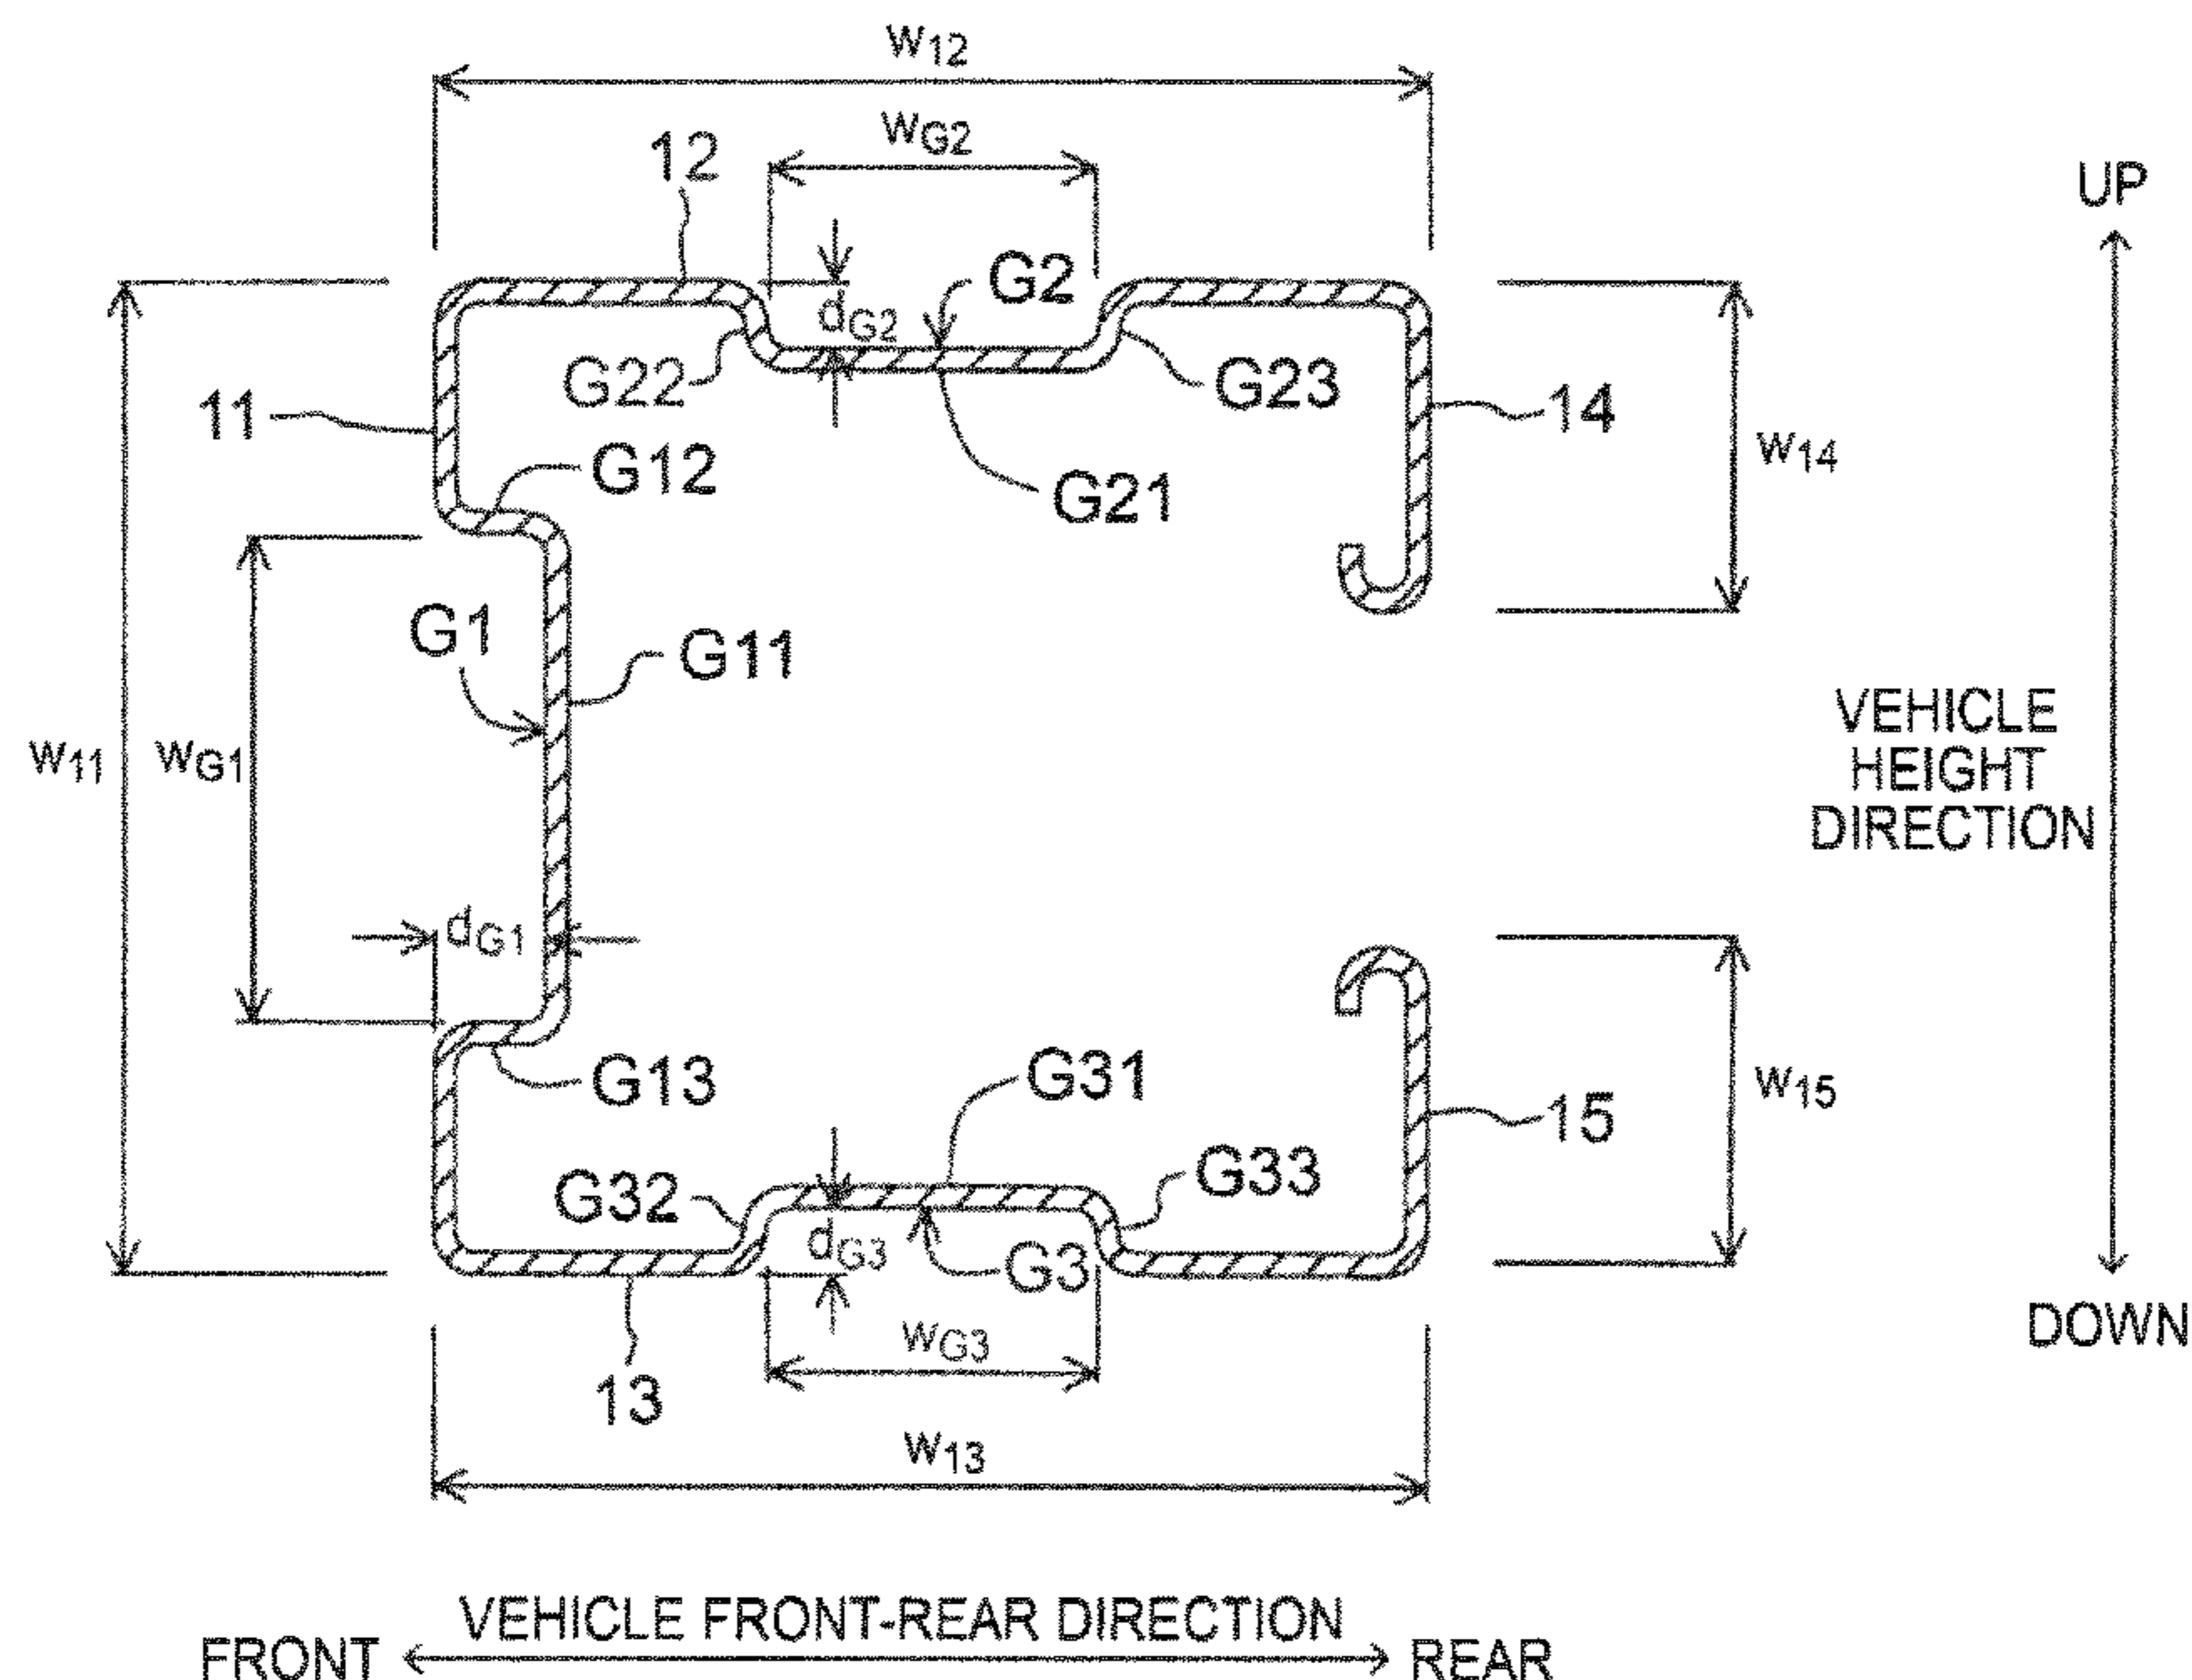 W12
WG2
12
UP
G2
dG2
G22
G23
11
14
W14
G12
G21
G1
G11
VEHICLE
HEIGHT
DIRECTION
W11
WG1
dG1
G13
G31
W15
15
G32
G33
dG3
G3
WG3
DOWN
13
W13
VEHICLE FRONT-REAR DIRECTION
FRONT
REAR